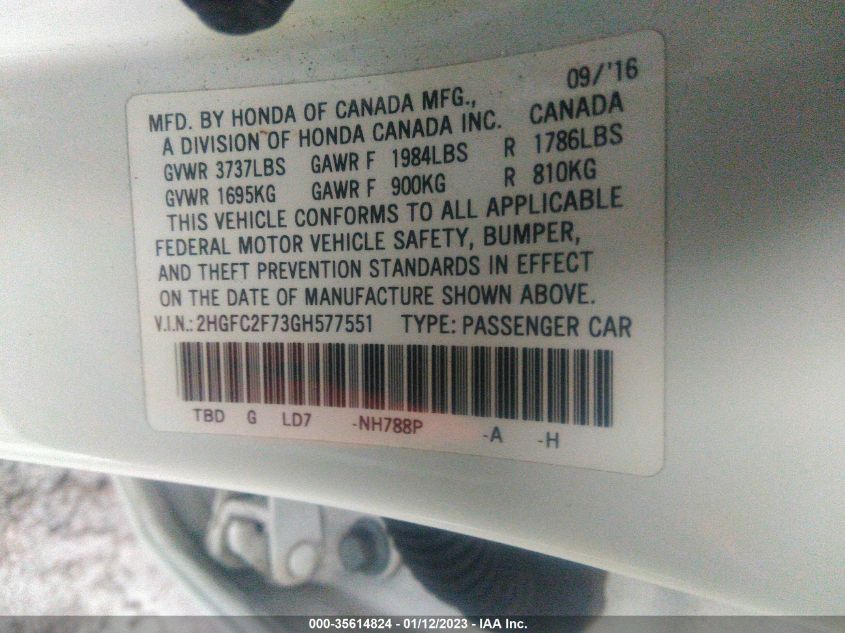 09/'16
MFD. BY HONDA OF CANADA MFG.,
A DIVISION OF HONDA CANADA INC. CANADA
GVWR 3737LBS GAWR F 1984LBS R 1786LBS
GVWR 1695KG GAWR F 900KG R 810KG
THIS VEHICLE CONFORMS TO ALL APPLICABLE
FEDERAL MOTOR VEHICLE SAFETY, BUMPER,
AND THEFT PREVENTION STANDARDS IN EFFECT
ON THE DATE OF MANUFACTURE SHOWN ABOVE.
V.I.N.: 2HGFC2F73GH577551 TYPE: PASSENGER CAR
TBD G LD7 -NH788P -A -H
000-35614824 - 01/12/2023 - IAA Inc.